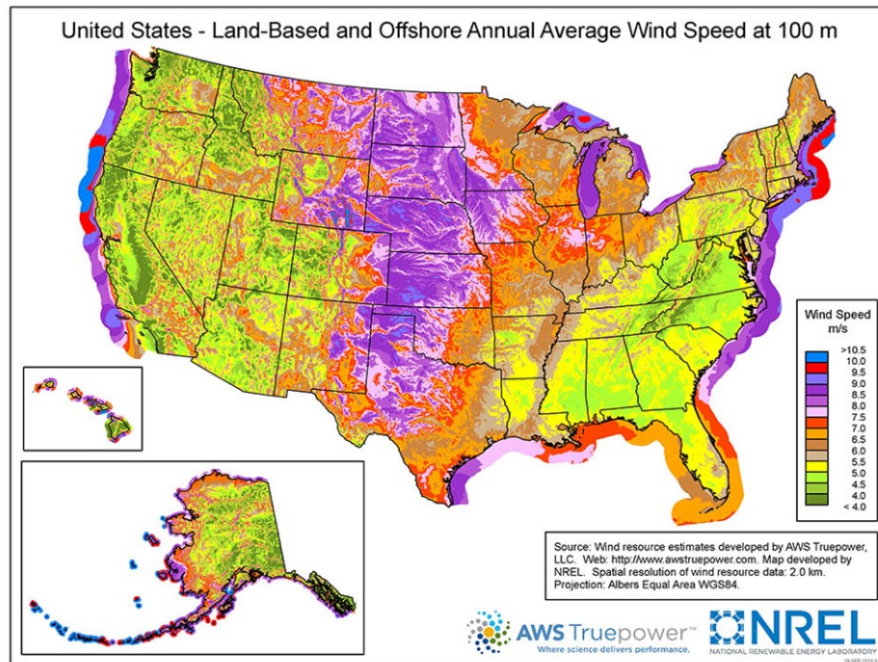 United States - Land-Based and Offshore Annual Average Wind Speed at 100 m
Wind Speed
m/s
>10.5
10.0
9.5
9.0
8.5
8.0
7.5
7.0
6.5
6.0
5.5
5.0
4.5
4.0
< 4.0
Source: Wind resource estimates developed by AWS Truepower,
LLC. Web: http://www.awstruepower.com. Map developed by
NREL. Spatial resolution of wind resource data: 2.0 km.
Projection: Albers Equal Area WGS84.
AWS Truepower™
Where science delivers performance.
NREL
NATIONAL RENEWABLE ENERGY LABORATORY